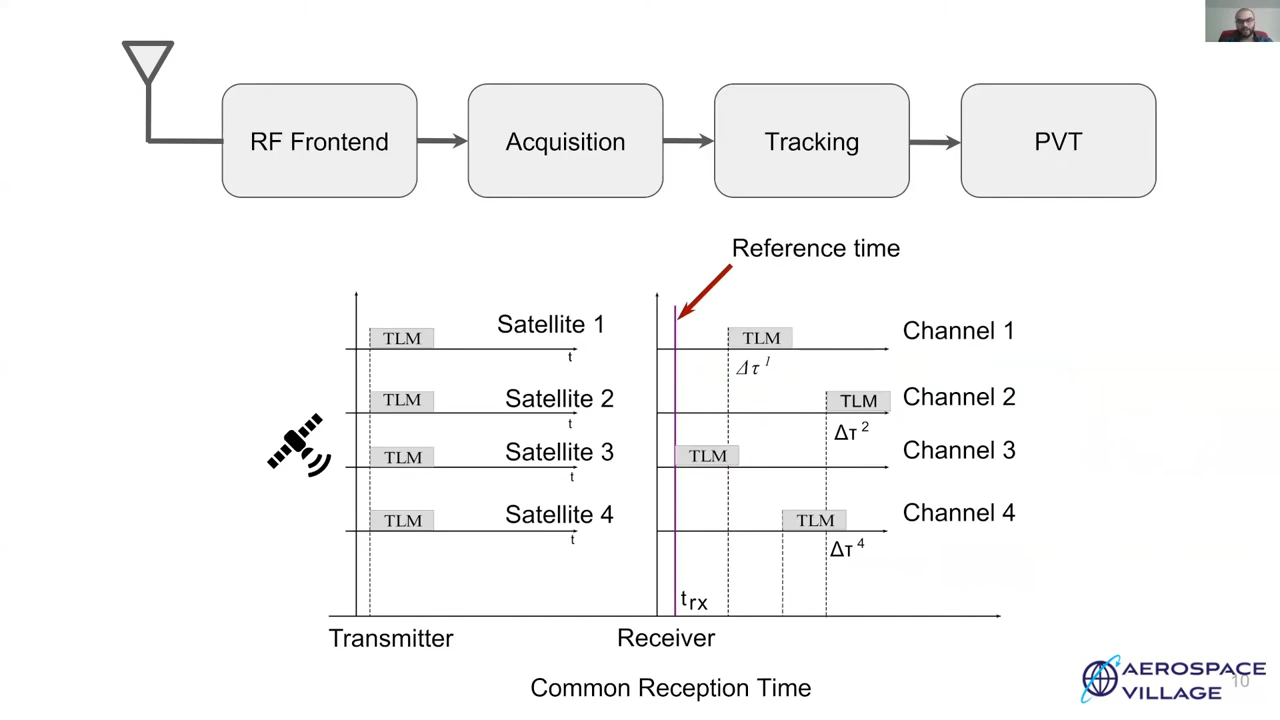 RF Frontend
Acquisition
Tracking
PVT
Reference time
TLM
Satellite 1
t
TLM
Satellite 2
t
TLM
Satellite 3
t
TLM
Satellite 4
t
TLM
Channel 1
Δτ 1
TLM
Channel 2
Δτ 2
TLM
Channel 3
TLM
Channel 4
Δτ 4
trx
Transmitter
Receiver
Common Reception Time
AEROSPACE
VILLAGE
10